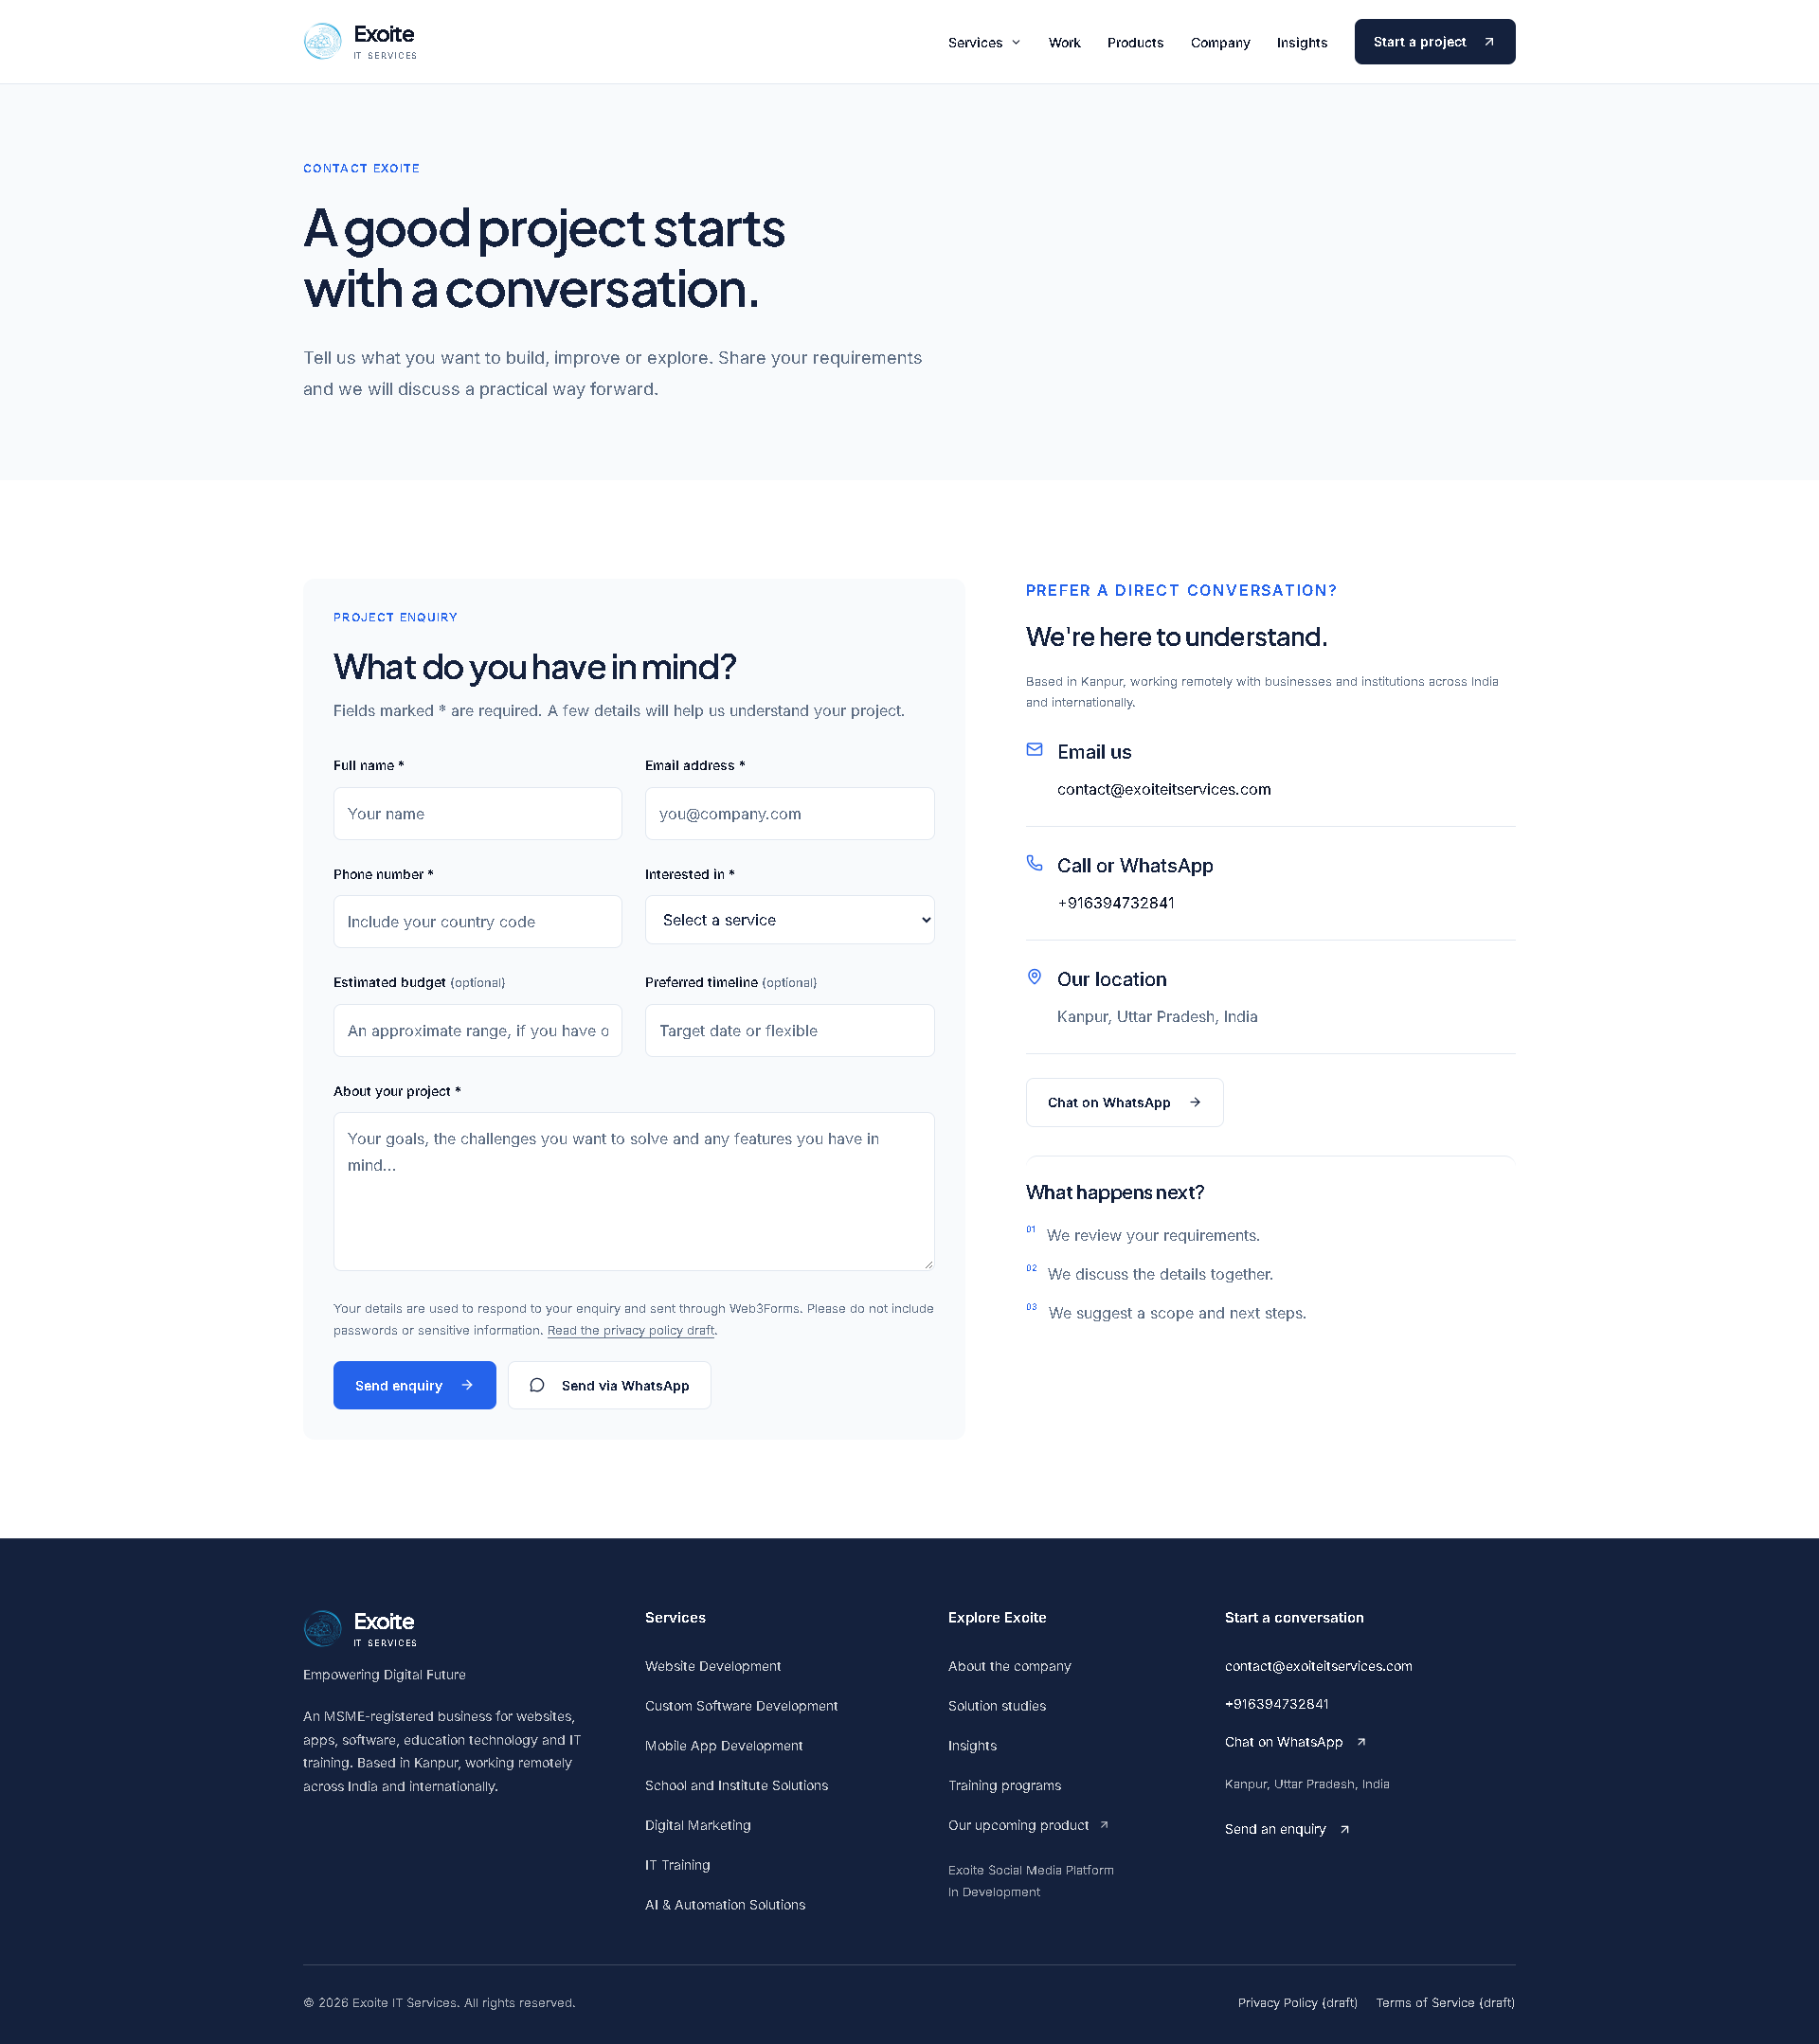 Exoite
IT SERVICES
Services
Work
Products
Company
Insights
Start a project
CONTACT EXOITE
A good project starts
with a conversation.
Tell us what you want to build, improve or explore. Share your requirements
and we will discuss a practical way forward.
PROJECT ENQUIRY
What do you have in mind?
Fields marked * are required. A few details will help us understand your project.
Full name *
Email address *
Your name
you@company.com
Phone number *
Interested in *
Include your country code
Select a service
Estimated budget (optional)
Preferred timeline (optional)
An approximate range, if you have o
Target date or flexible
About your project *
Your goals, the challenges you want to solve and any features you have in
mind...
Your details are used to respond to your enquiry and sent through Web3Forms. Please do not include
passwords or sensitive information. Read the privacy policy draft.
Send enquiry
Send via WhatsApp
PREFER A DIRECT CONVERSATION?
We're here to understand.
Based in Kanpur, working remotely with businesses and institutions across India
and internationally.
Email us
contact@exoiteitservices.com
Call or WhatsApp
+916394732841
Our location
Kanpur, Uttar Pradesh, India
Chat on WhatsApp
What happens next?
01 We review your requirements.
02 We discuss the details together.
03 We suggest a scope and next steps.
Exoite
IT SERVICES
Empowering Digital Future
An MSME-registered business for websites,
apps, software, education technology and IT
training. Based in Kanpur, working remotely
across India and internationally.
Services
Website Development
Custom Software Development
Mobile App Development
School and Institute Solutions
Digital Marketing
IT Training
AI & Automation Solutions
Explore Exoite
About the company
Solution studies
Insights
Training programs
Our upcoming product
Exoite Social Media Platform
In Development
Start a conversation
contact@exoiteitservices.com
+916394732841
Chat on WhatsApp
Kanpur, Uttar Pradesh, India
Send an enquiry
© 2026 Exoite IT Services. All rights reserved.
Privacy Policy (draft)
Terms of Service (draft)